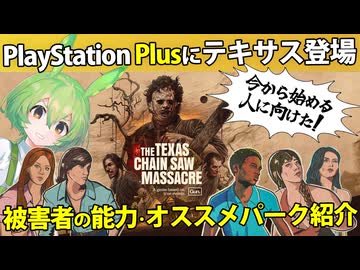 PlayStation Plusにテキサス登場
今から始める
人に向けた!
THE TEXAS
CHAIN SAW
MASSACRE
被害者の能力・オススメパーク紹介